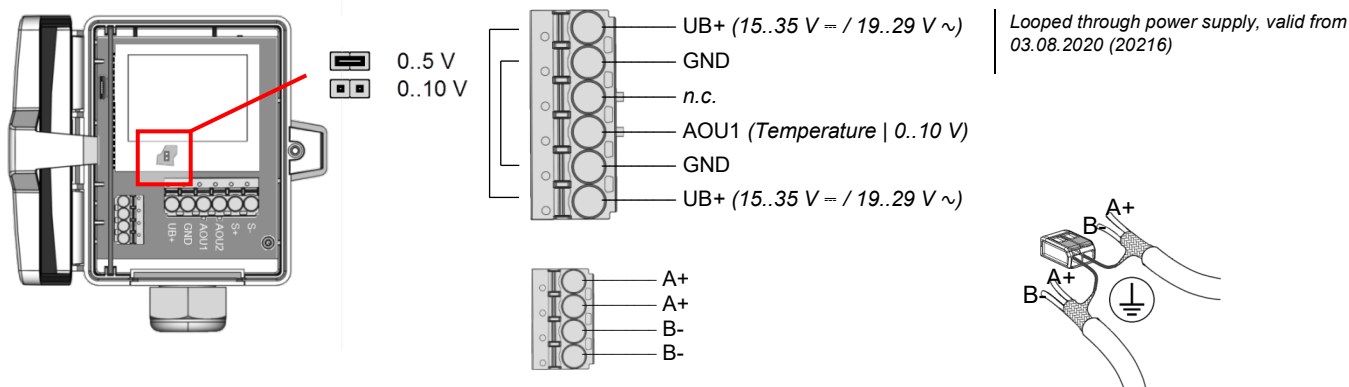 0..5 V
0..10 V
UB+
GND
AOU1
AOU2
S+
S-
UB+ (15..35 V ⎓ / 19..29 V ∿)
GND
n.c.
AOU1 (Temperature | 0..10 V)
GND
UB+ (15..35 V ⎓ / 19..29 V ∿)
A+
A+
B-
B-
Looped through power supply, valid from
03.08.2020 (20216)
A+
B-
A+
B-